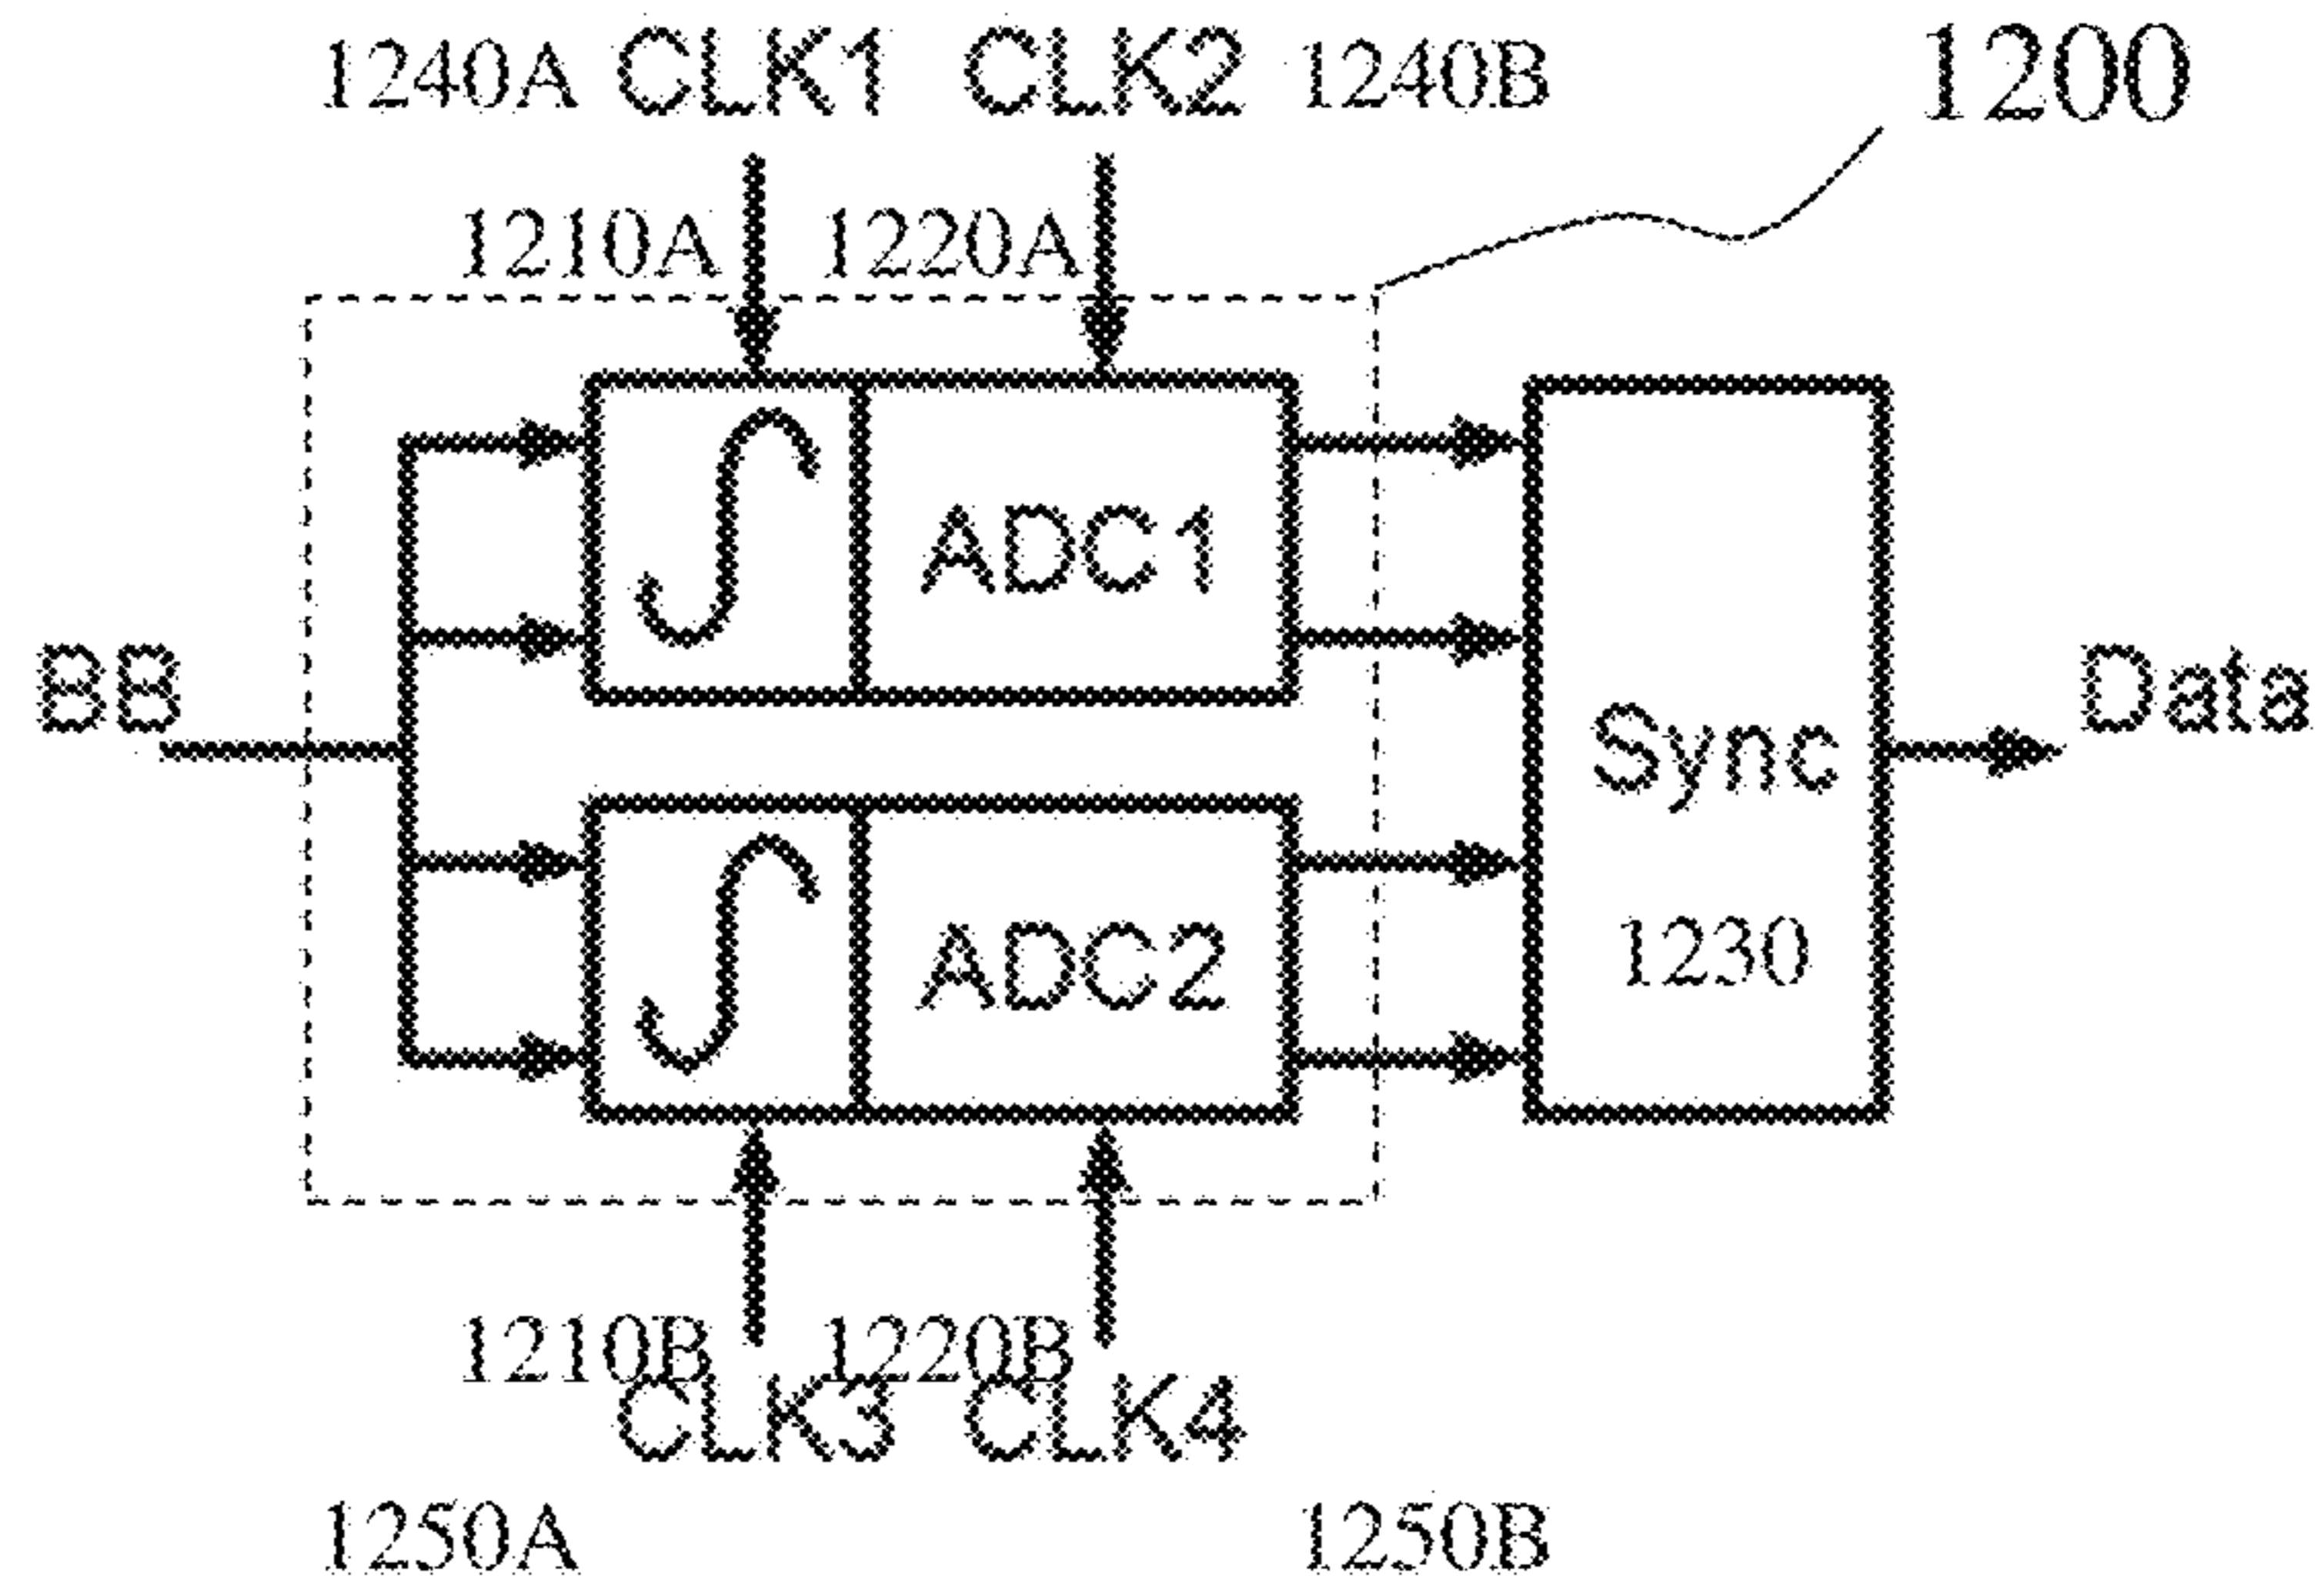 1240A CLK1 CLK2 1240B 1200
1210A 1220A
ADC1
BB Data
Sync
ADC2 1230
1210B 1220B
CLK3 CLK4
1250A 1250B